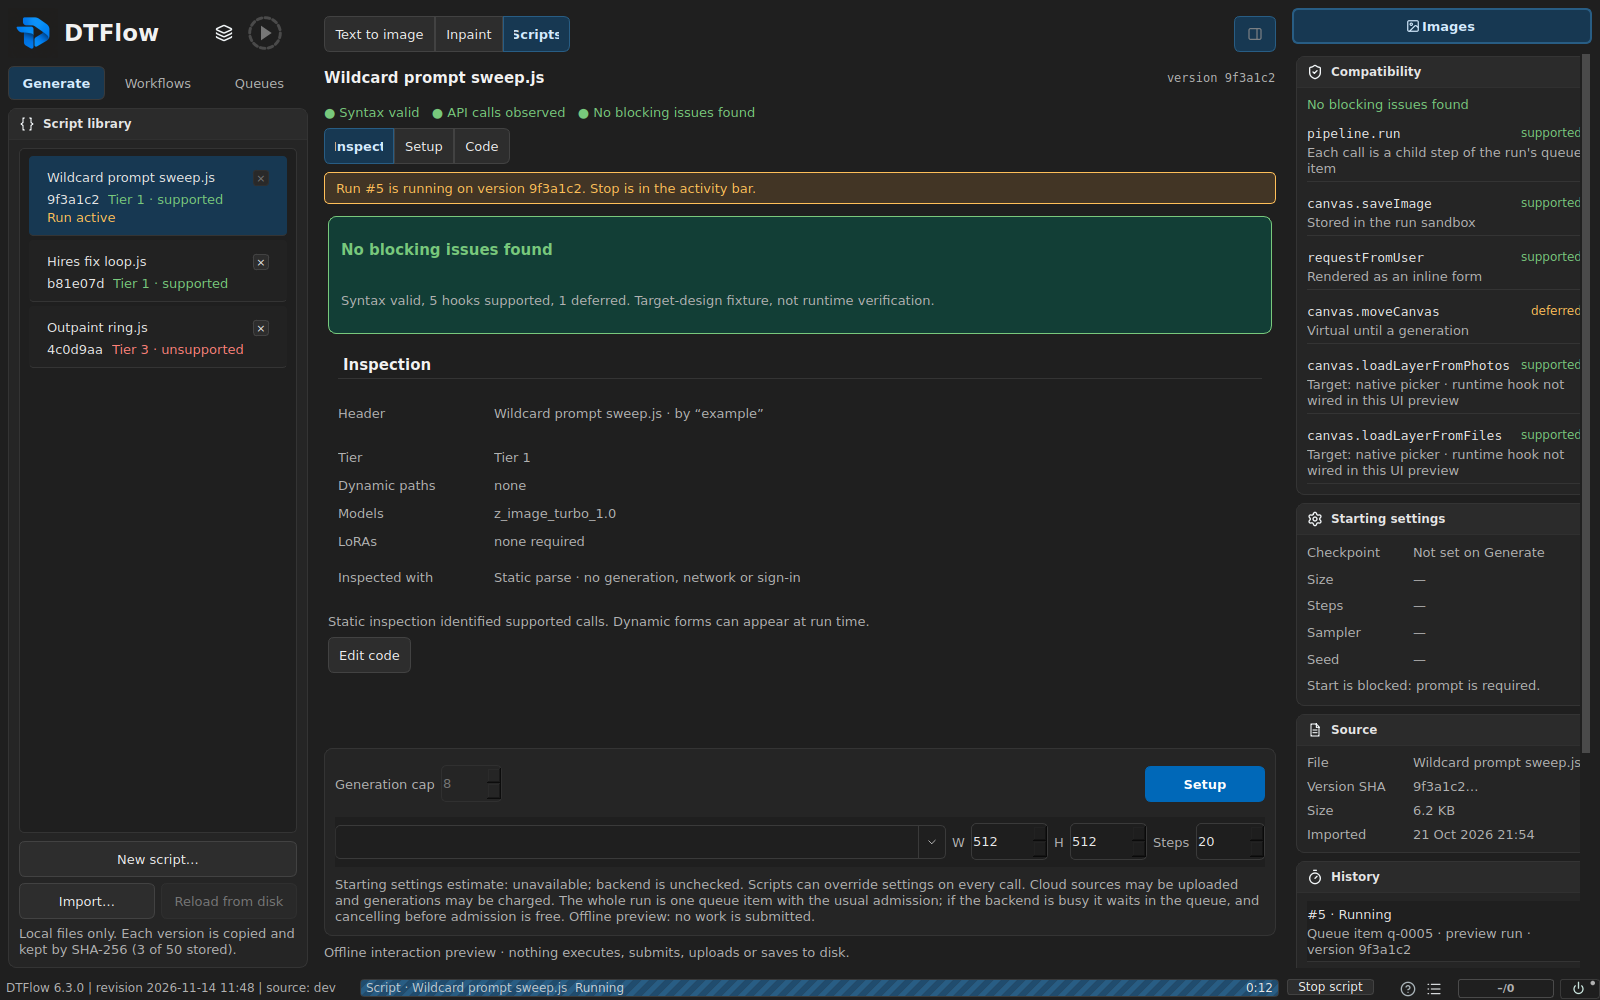 DTFlow
Generate
Workflows
Queues
Script library
Wildcard prompt sweep.js
9f3a1c2 Tier 1 · supported
Run active
Hires fix loop.js
b81e07d Tier 1 · supported
Outpaint ring.js
4c0d9aa Tier 3 · unsupported
New script…
Import…
Reload from disk
Local files only. Each version is copied and
kept by SHA-256 (3 of 50 stored).
Text to image
Inpaint
Scripts
Wildcard prompt sweep.js
version 9f3a1c2
Syntax valid
API calls observed
No blocking issues found
Inspect
Setup
Code
Run #5 is running on version 9f3a1c2. Stop is in the activity bar.
No blocking issues found
Syntax valid, 5 hooks supported, 1 deferred. Target-design fixture, not runtime verification.
Inspection
Header Wildcard prompt sweep.js · by “example”
Tier Tier 1
Dynamic paths none
Models z_image_turbo_1.0
LoRAs none required
Inspected with Static parse · no generation, network or sign-in
Static inspection identified supported calls. Dynamic forms can appear at run time.
Edit code
Generation cap 8
Setup
W 512 H 512 Steps 20
Starting settings estimate: unavailable; backend is unchecked. Scripts can override settings on every call. Cloud sources may be uploaded
and generations may be charged. The whole run is one queue item with the usual admission; if the backend is busy it waits in the queue, and
cancelling before admission is free. Offline preview: no work is submitted.
Offline interaction preview · nothing executes, submits, uploads or saves to disk.
Images
Compatibility
No blocking issues found
pipeline.run supported
Each call is a child step of the run's queue
item
canvas.saveImage supported
Stored in the run sandbox
requestFromUser supported
Rendered as an inline form
canvas.moveCanvas deferred
Virtual until a generation
canvas.loadLayerFromPhotos supported
Target: native picker · runtime hook not
wired in this UI preview
canvas.loadLayerFromFiles supported
Target: native picker · runtime hook not
wired in this UI preview
Starting settings
Checkpoint Not set on Generate
Size —
Steps —
Sampler —
Seed —
Start is blocked: prompt is required.
Source
File Wildcard prompt sweep.js
Version SHA 9f3a1c2…
Size 6.2 KB
Imported 21 Oct 2026 21:54
History
#5 · Running
Queue item q-0005 · preview run ·
version 9f3a1c2
DTFlow 6.3.0 | revision 2026-11-14 11:48 | source: dev
Script · Wildcard prompt sweep.js Running 0:12
Stop script
–/0